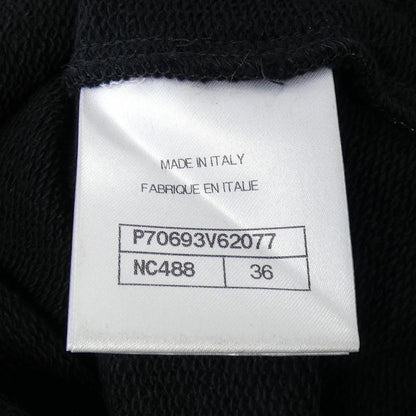 MADE IN ITALY
FABRIQUE EN ITALIE
P70693V62077
NC488 36